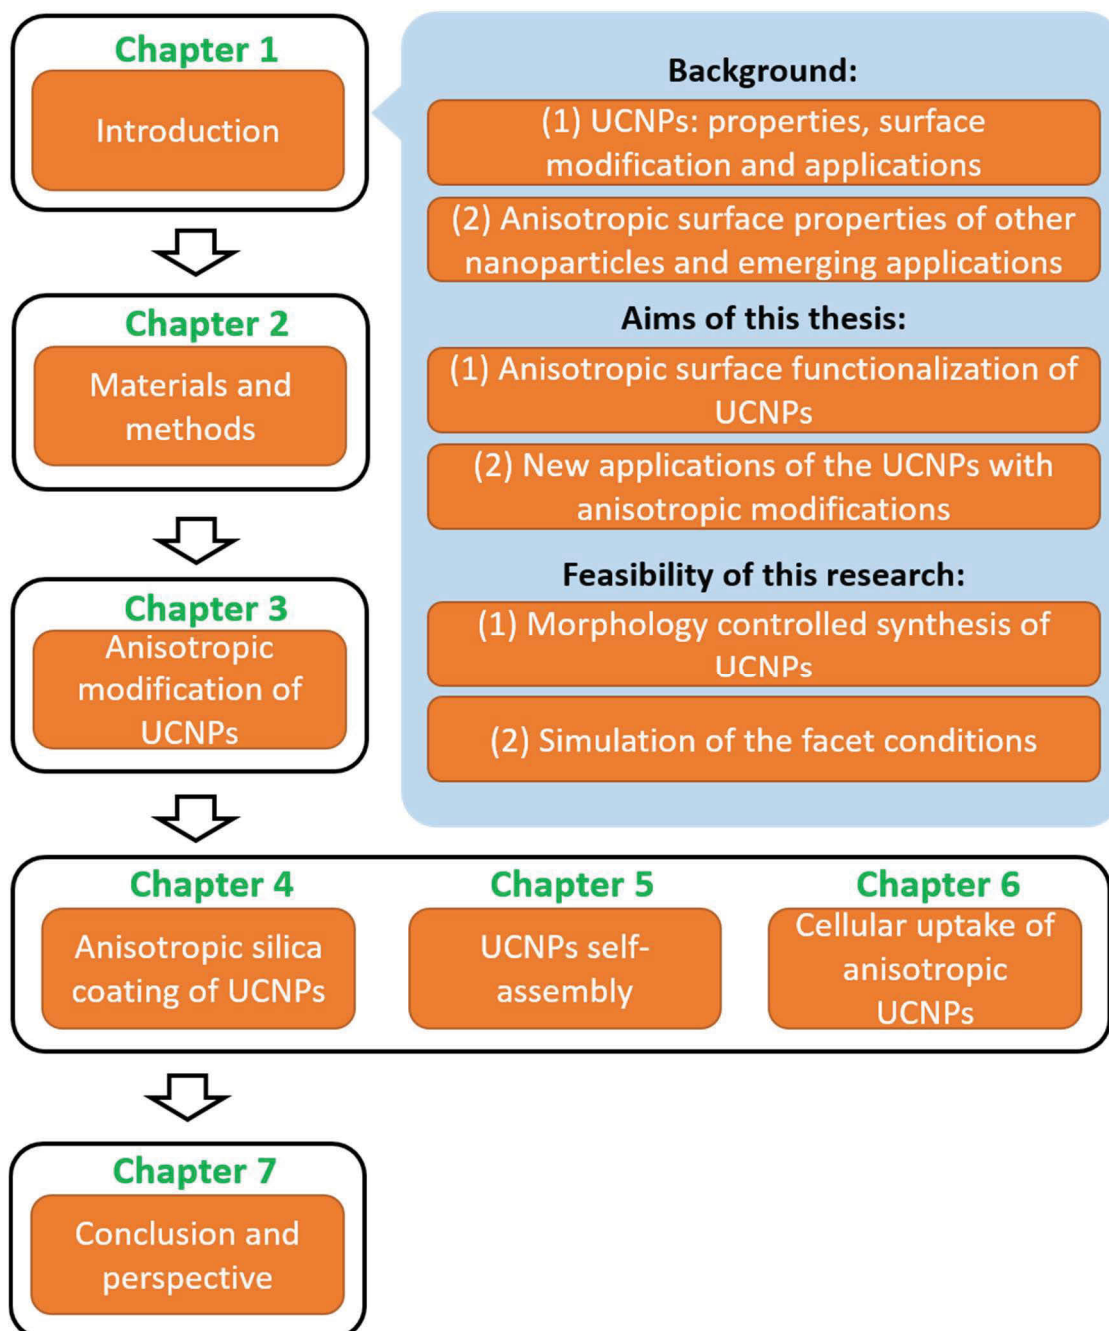 Chapter 1
Introduction
Background:
(1) UCNPs: properties, surface
modification and applications
(2) Anisotropic surface properties of other
nanoparticles and emerging applications
Aims of this thesis:
(1) Anisotropic surface functionalization of
UCNPs
(2) New applications of the UCNPs with
anisotropic modifications
Feasibility of this research:
(1) Morphology controlled synthesis of
UCNPs
(2) Simulation of the facet conditions
Chapter 2
Materials and
methods
Chapter 3
Anisotropic
modification of
UCNPs
Chapter 4
Anisotropic silica
coating of UCNPs
Chapter 5
UCNPs self-
assembly
Chapter 6
Cellular uptake of
anisotropic
UCNPs
Chapter 7
Conclusion and
perspective